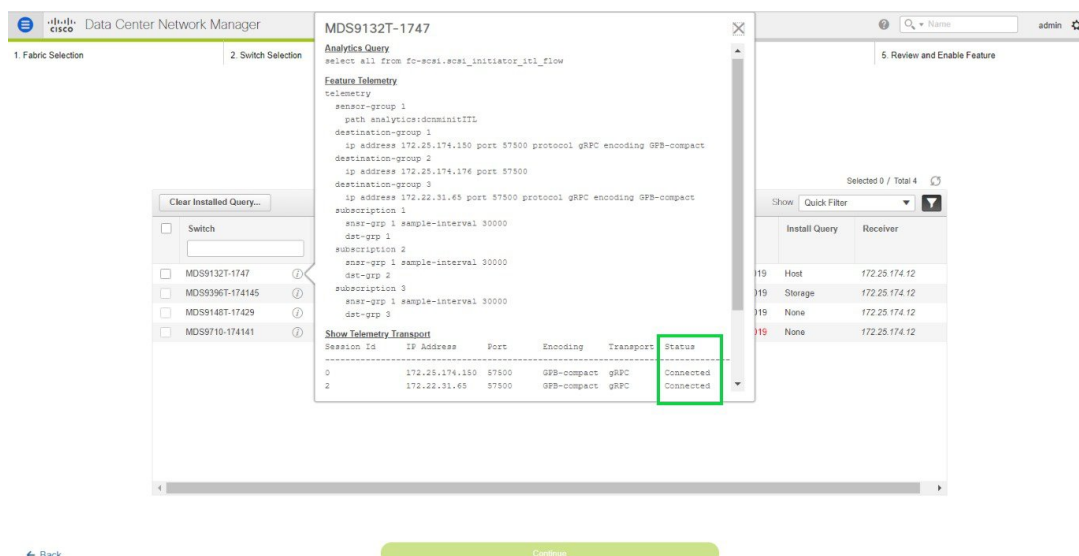 cisco Data Center Network Manager
Name
admin
1. Fabric Selection
2. Switch Selection
5. Review and Enable Feature
MDS9132T-1747
Analytics Query
select all from fc-scsi.scsi_initiator_itl_flow
Feature Telemetry
telemetry
sensor-group 1
path analytics:dcnminitITL
destination-group 1
ip address 172.25.174.150 port 57500 protocol gRPC encoding GPB-compact
destination-group 2
ip address 172.25.174.176 port 57500
destination-group 3
ip address 172.22.31.65 port 57500 protocol gRPC encoding GPB-compact
subscription 1
snsr-grp 1 sample-interval 30000
dst-grp 1
subscription 2
snsr-grp 1 sample-interval 30000
dst-grp 2
subscription 3
snsr-grp 1 sample-interval 30000
dst-grp 3
Show Telemetry Transport
Session Id IP Address Port Encoding Transport Status
0 172.25.174.150 57500 GPB-compact gRPC Connected
2 172.22.31.65 57500 GPB-compact gRPC Connected
Selected 0 / Total 4
Clear Installed Query...
Show Quick Filter
Switch Install Query Receiver
MDS9132T-1747 019 Host 172.25.174.12
MDS9396T-174145 019 Storage 172.25.174.12
MDS9148T-17429 019 None 172.25.174.12
MDS9710-174141 019 None 172.25.174.12
Back
Continue